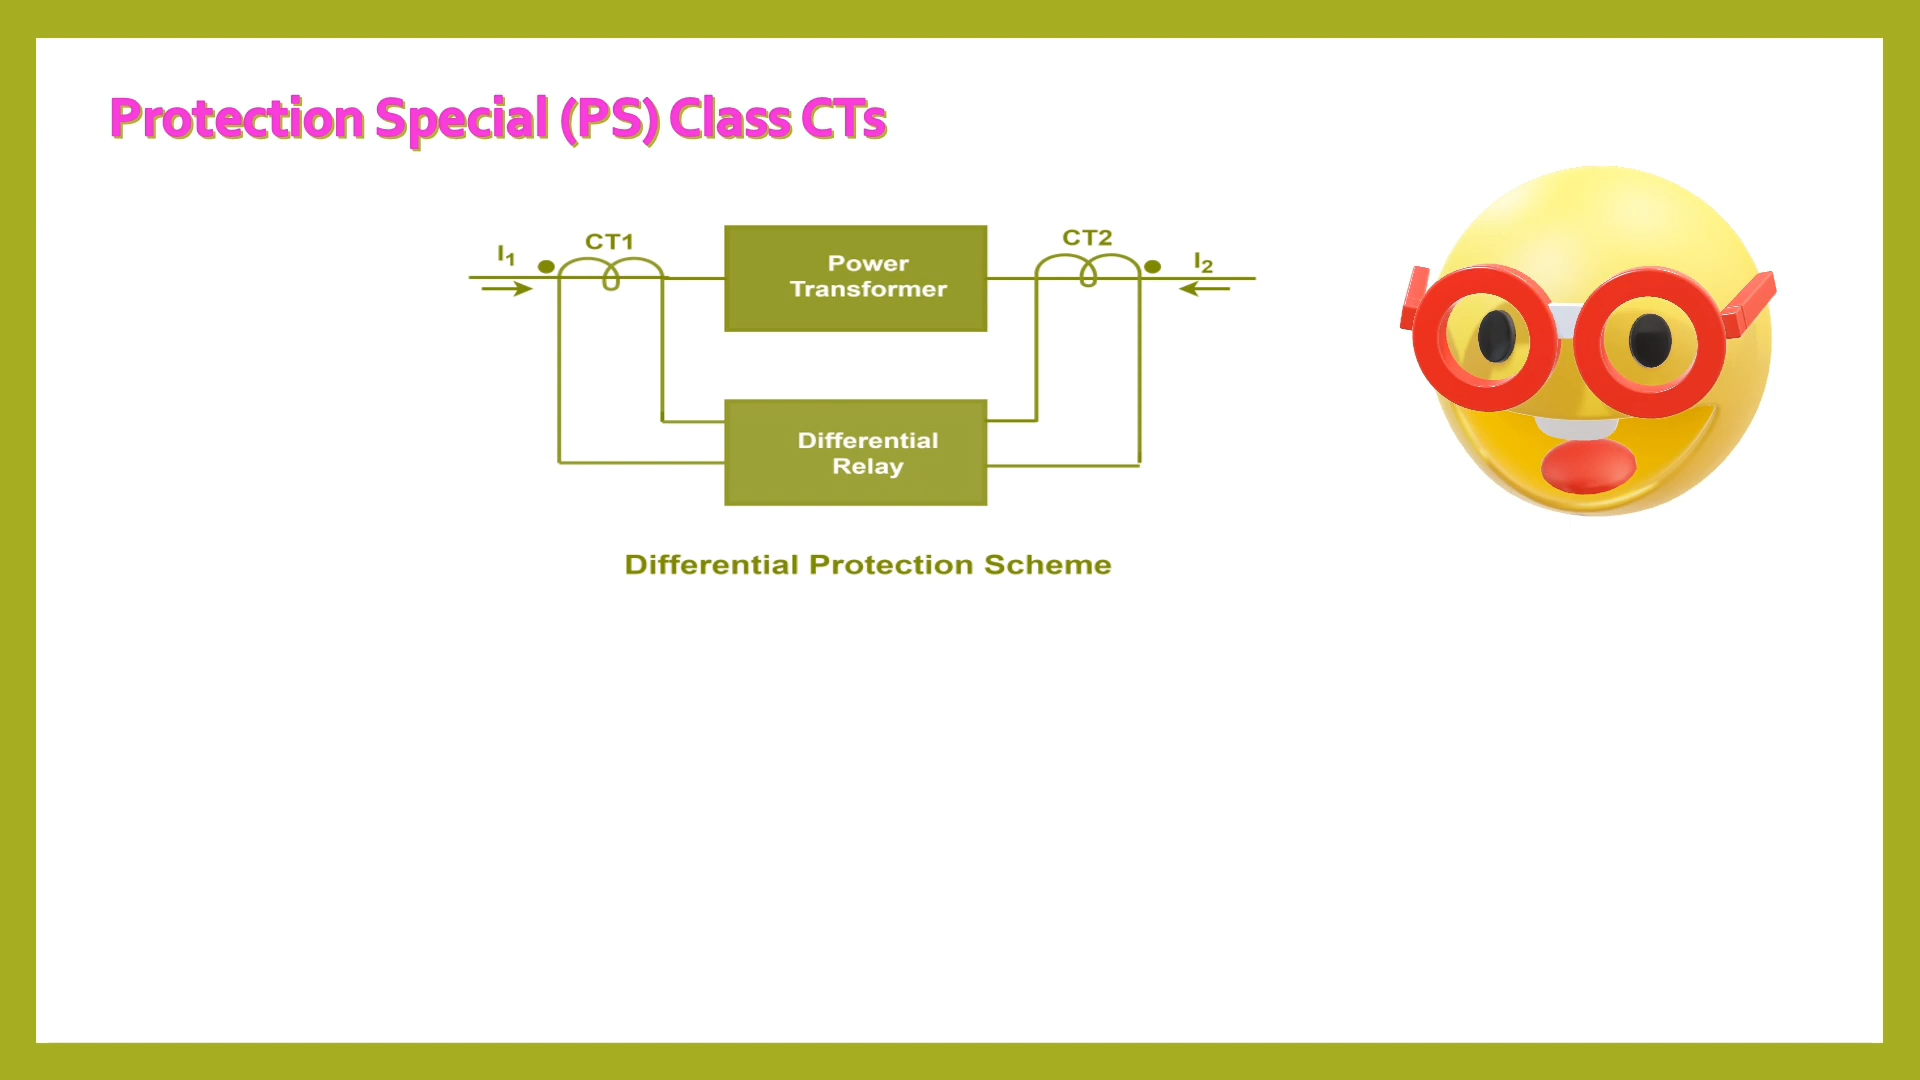 Protection Special (PS) Class CTs
I1
CT1
Power
Transformer
CT2
I2
Differential
Relay
Differential Protection Scheme